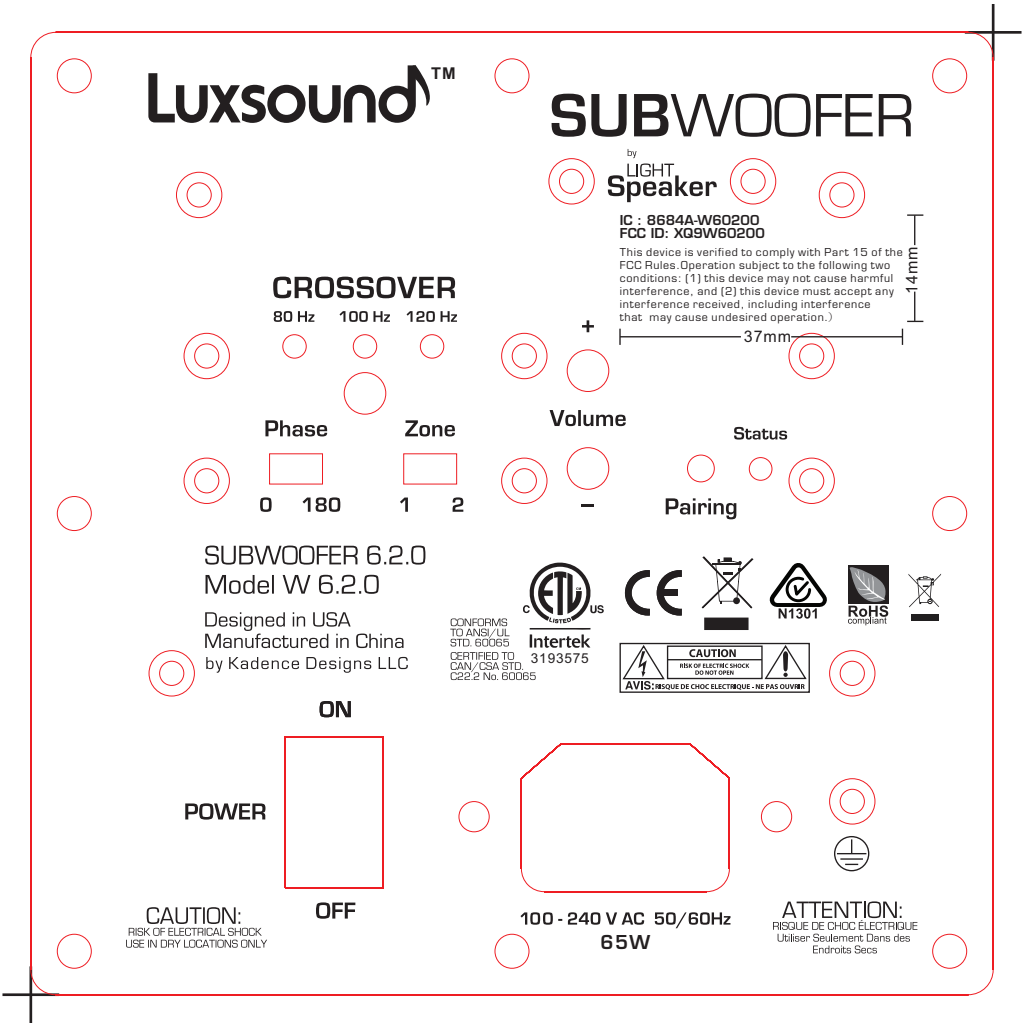 Luxsound™
SUBWOOFER
by
LIGHT
Speaker
IC : 8684A-W60200
FCC ID: XQ9W60200
This device is verified to comply with Part 15 of the
FCC Rules.Operation subject to the following two
conditions: (1) this device may not cause harmful
interference, and (2) this device must accept any
interference received, including interference
that may cause undesired operation.)
14mm
37mm
CROSSOVER
80 Hz 100 Hz 120 Hz
+
Volume
–
Phase
0 180
Zone
1 2
Status
Pairing
SUBWOOFER 6.2.0
Model W 6.2.0
Designed in USA
Manufactured in China
by Kadence Designs LLC
CONFORMS
TO ANSI/UL
STD. 60065
CERTIFIED TO
CAN/CSA STD.
C22.2 No. 60065
C ETL CM US
LISTED
Intertek
3193575
CE
N1301
RoHS
compliant
CAUTION
RISK OF ELECTRIC SHOCK
DO NOT OPEN
AVIS: RISQUE DE CHOC ELECTRIQUE - NE PAS OUVRIR
ON
POWER
OFF
CAUTION:
RISK OF ELECTRICAL SHOCK
USE IN DRY LOCATIONS ONLY
100 - 240 V AC 50/60Hz
65W
ATTENTION:
RISQUE DE CHOC ÉLECTRIQUE
Utiliser Seulement Dans des
Endroits Secs